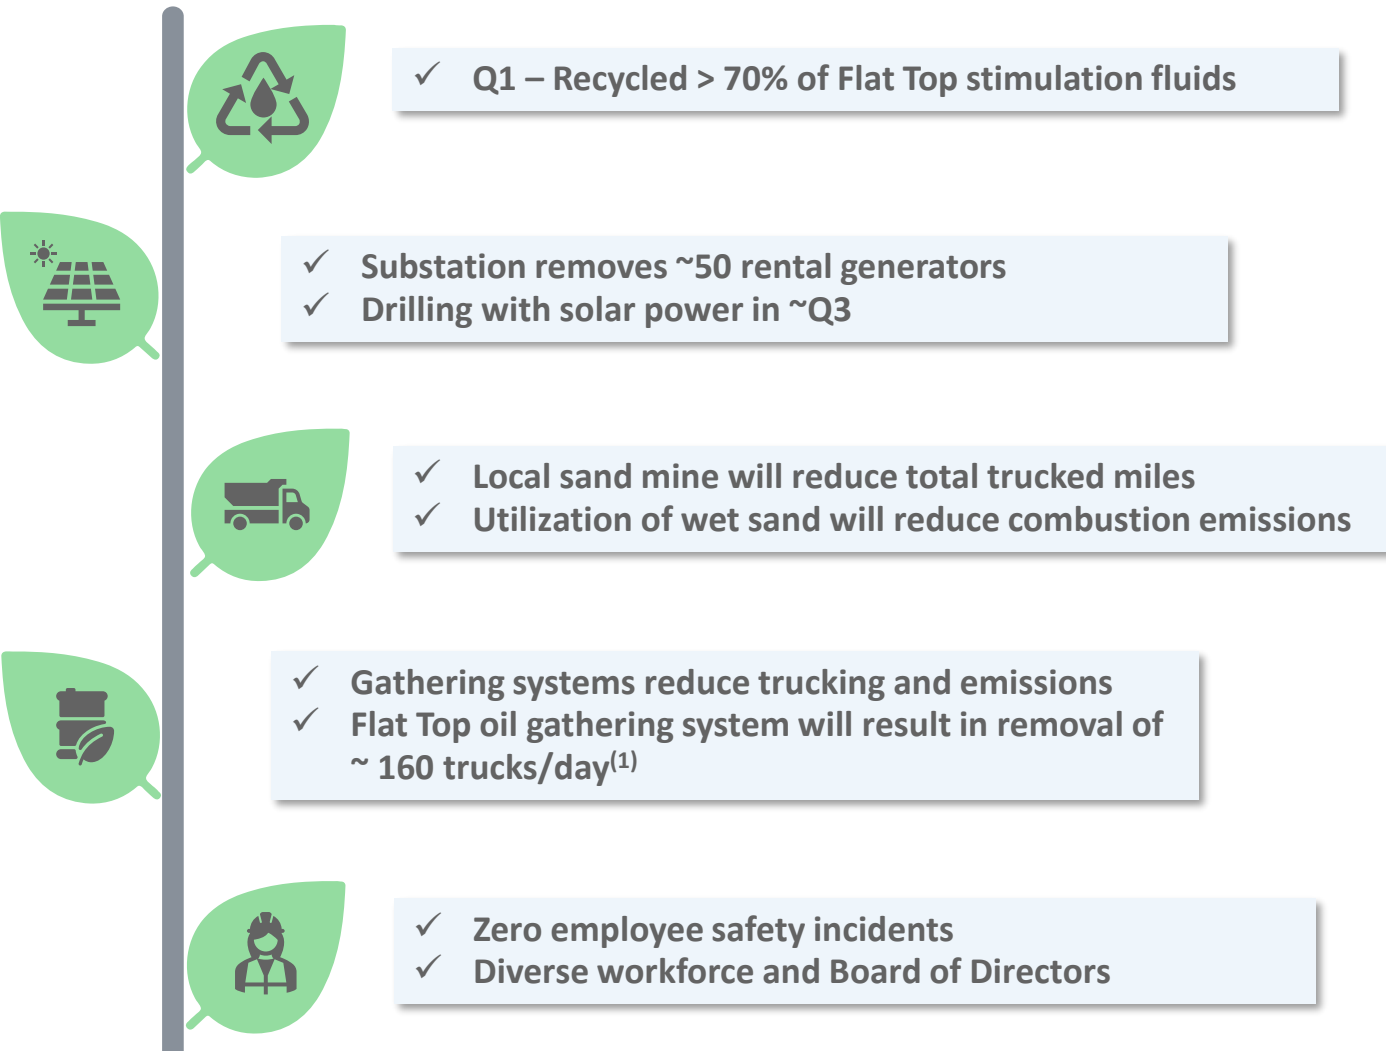 ✓ Q1 – Recycled > 70% of Flat Top stimulation fluids
✓ Substation removes ~50 rental generators
✓ Drilling with solar power in ~Q3
✓ Local sand mine will reduce total trucked miles
✓ Utilization of wet sand will reduce combustion emissions
✓ Gathering systems reduce trucking and emissions
✓ Flat Top oil gathering system will result in removal of
~ 160 trucks/day(1)
✓ Zero employee safety incidents
✓ Diverse workforce and Board of Directors